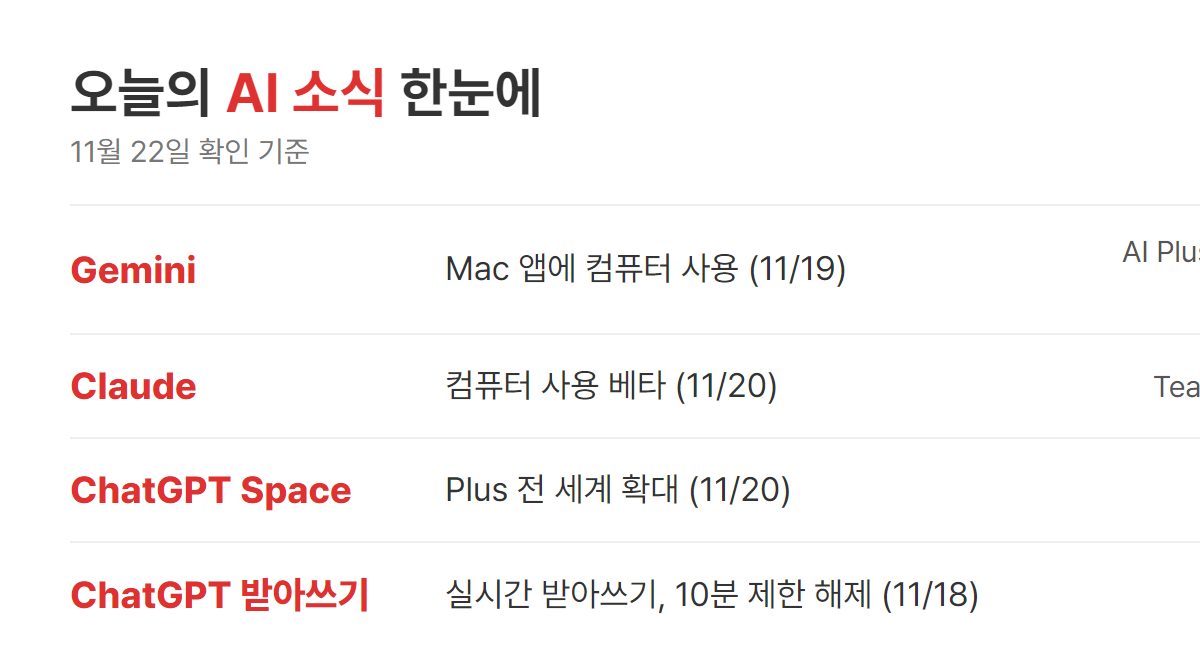 오늘의 AI 소식 한눈에
11월 22일 확인 기준
Gemini
Mac 앱에 컴퓨터 사용 (11/19)
AI Plu
Claude
컴퓨터 사용 베타 (11/20)
Tea
ChatGPT Space
Plus 전 세계 확대 (11/20)
ChatGPT 받아쓰기
실시간 받아쓰기, 10분 제한 해제 (11/18)